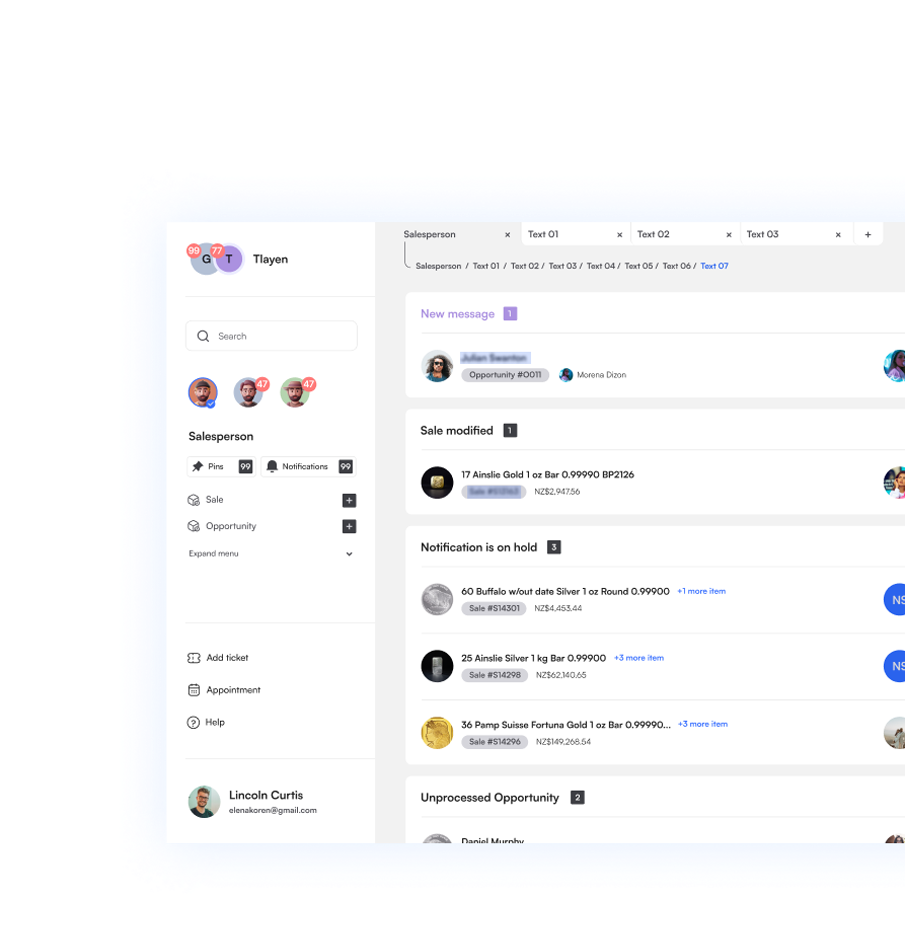 99 77
G T Tlayen
Search
47 47
Salesperson
Pins 99 Notifications 99
Sale +
Opportunity +
Expand menu
Add ticket
Appointment
Help
Lincoln Curtis
elenakoren@gmail.com
Salesperson × Text 01 × Text 02 × Text 03 × +
Salesperson / Text 01 / Text 02 / Text 03 / Text 04 / Text 05 / Text 06 / Text 07
New message 1
Opportunity #O011 Morena Dizon
Sale modified 1
17 Ainslie Gold 1 oz Bar 0.99900 BP2126
NZ$2,947.56
Notification is on hold 3
60 Buffalo w/out date Silver 1 oz Round 0.99900 +1 more item
Sale #S14301 NZ$4,453.44
NS
25 Ainslie Silver 1 kg Bar 0.99900 +3 more item
Sale #S14298 NZ$62,140.65
NS
36 Pamp Suisse Fortuna Gold 1 oz Bar 0.99900... +3 more item
Sale #S14296 NZ$149,268.54
Unprocessed Opportunity 2
Daniel Murphy